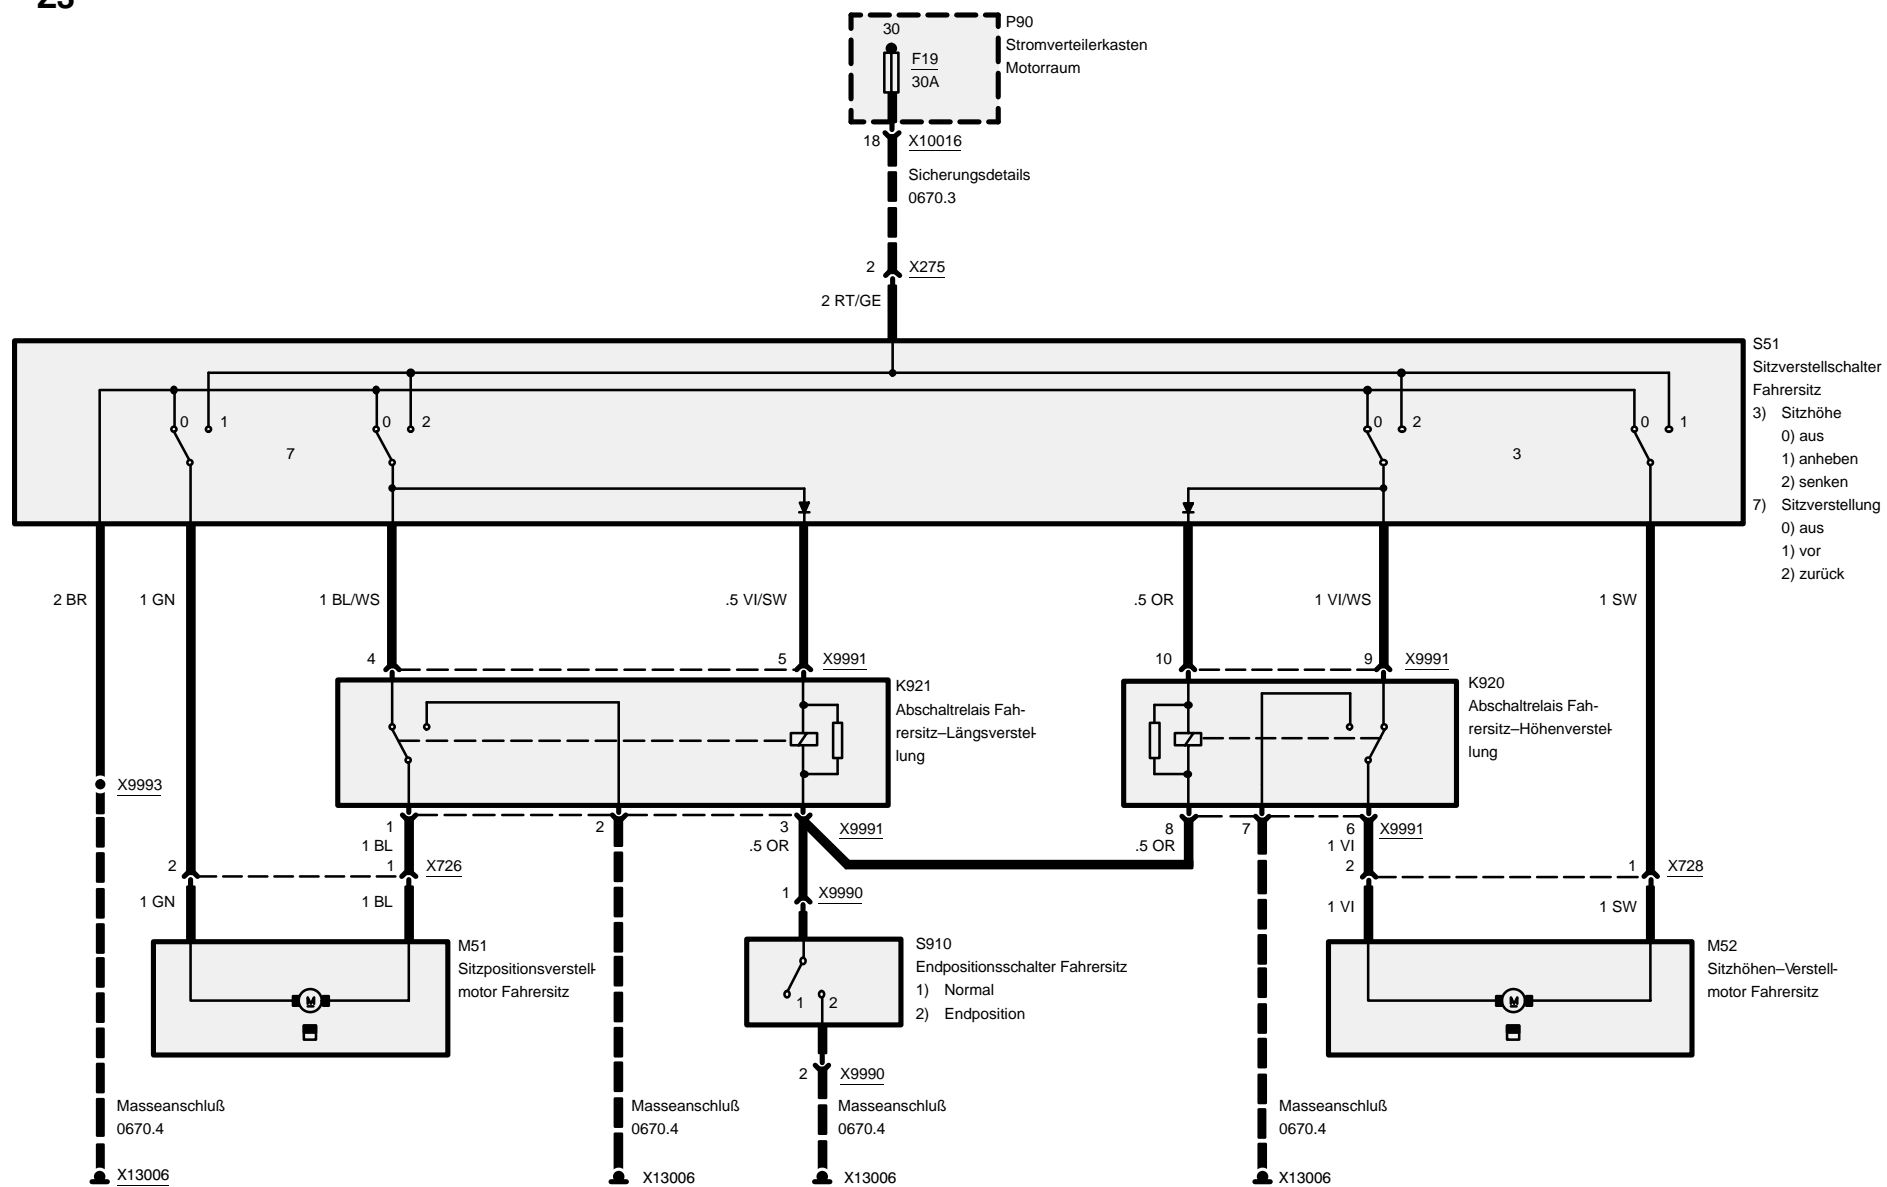 30
F19
30A
P90
Stromverteilerkasten
Motorraum
18
X10016
Sicherungsdetails
0670.3
2
X275
2 RT/GE
S51
Sitzverstellschalter
Fahrersitz
3) Sitzhöhe
0) aus
1) anheben
2) senken
7) Sitzverstellung
0) aus
1) vor
2) zurück
0
1
7
0
2
0
2
3
0
1
2 BR
1 GN
1 BL/WS
.5 VI/SW
.5 OR
1 VI/WS
1 SW
4
5
X9991
10
9
X9991
K921
Abschaltrelais Fah-
rersitz–Längsverstel-
lung
K920
Abschaltrelais Fah-
rersitz–Höhenverstel-
lung
X9993
1
2
3
X9991
8
7
6
X9991
1 BL
.5 OR
.5 OR
1 VI
2
1
X726
2
1
X728
1 GN
1 BL
1
X9990
1 VI
1 SW
M51
Sitzpositionsverstell-
motor Fahrersitz
M
S910
Endpositionsschalter Fahrersitz
1) Normal
2) Endposition
1
2
M52
Sitzhöhen–Verstell-
motor Fahrersitz
M
2
X9990
Masseanschluß
0670.4
Masseanschluß
0670.4
Masseanschluß
0670.4
Masseanschluß
0670.4
X13006
X13006
X13006
X13006